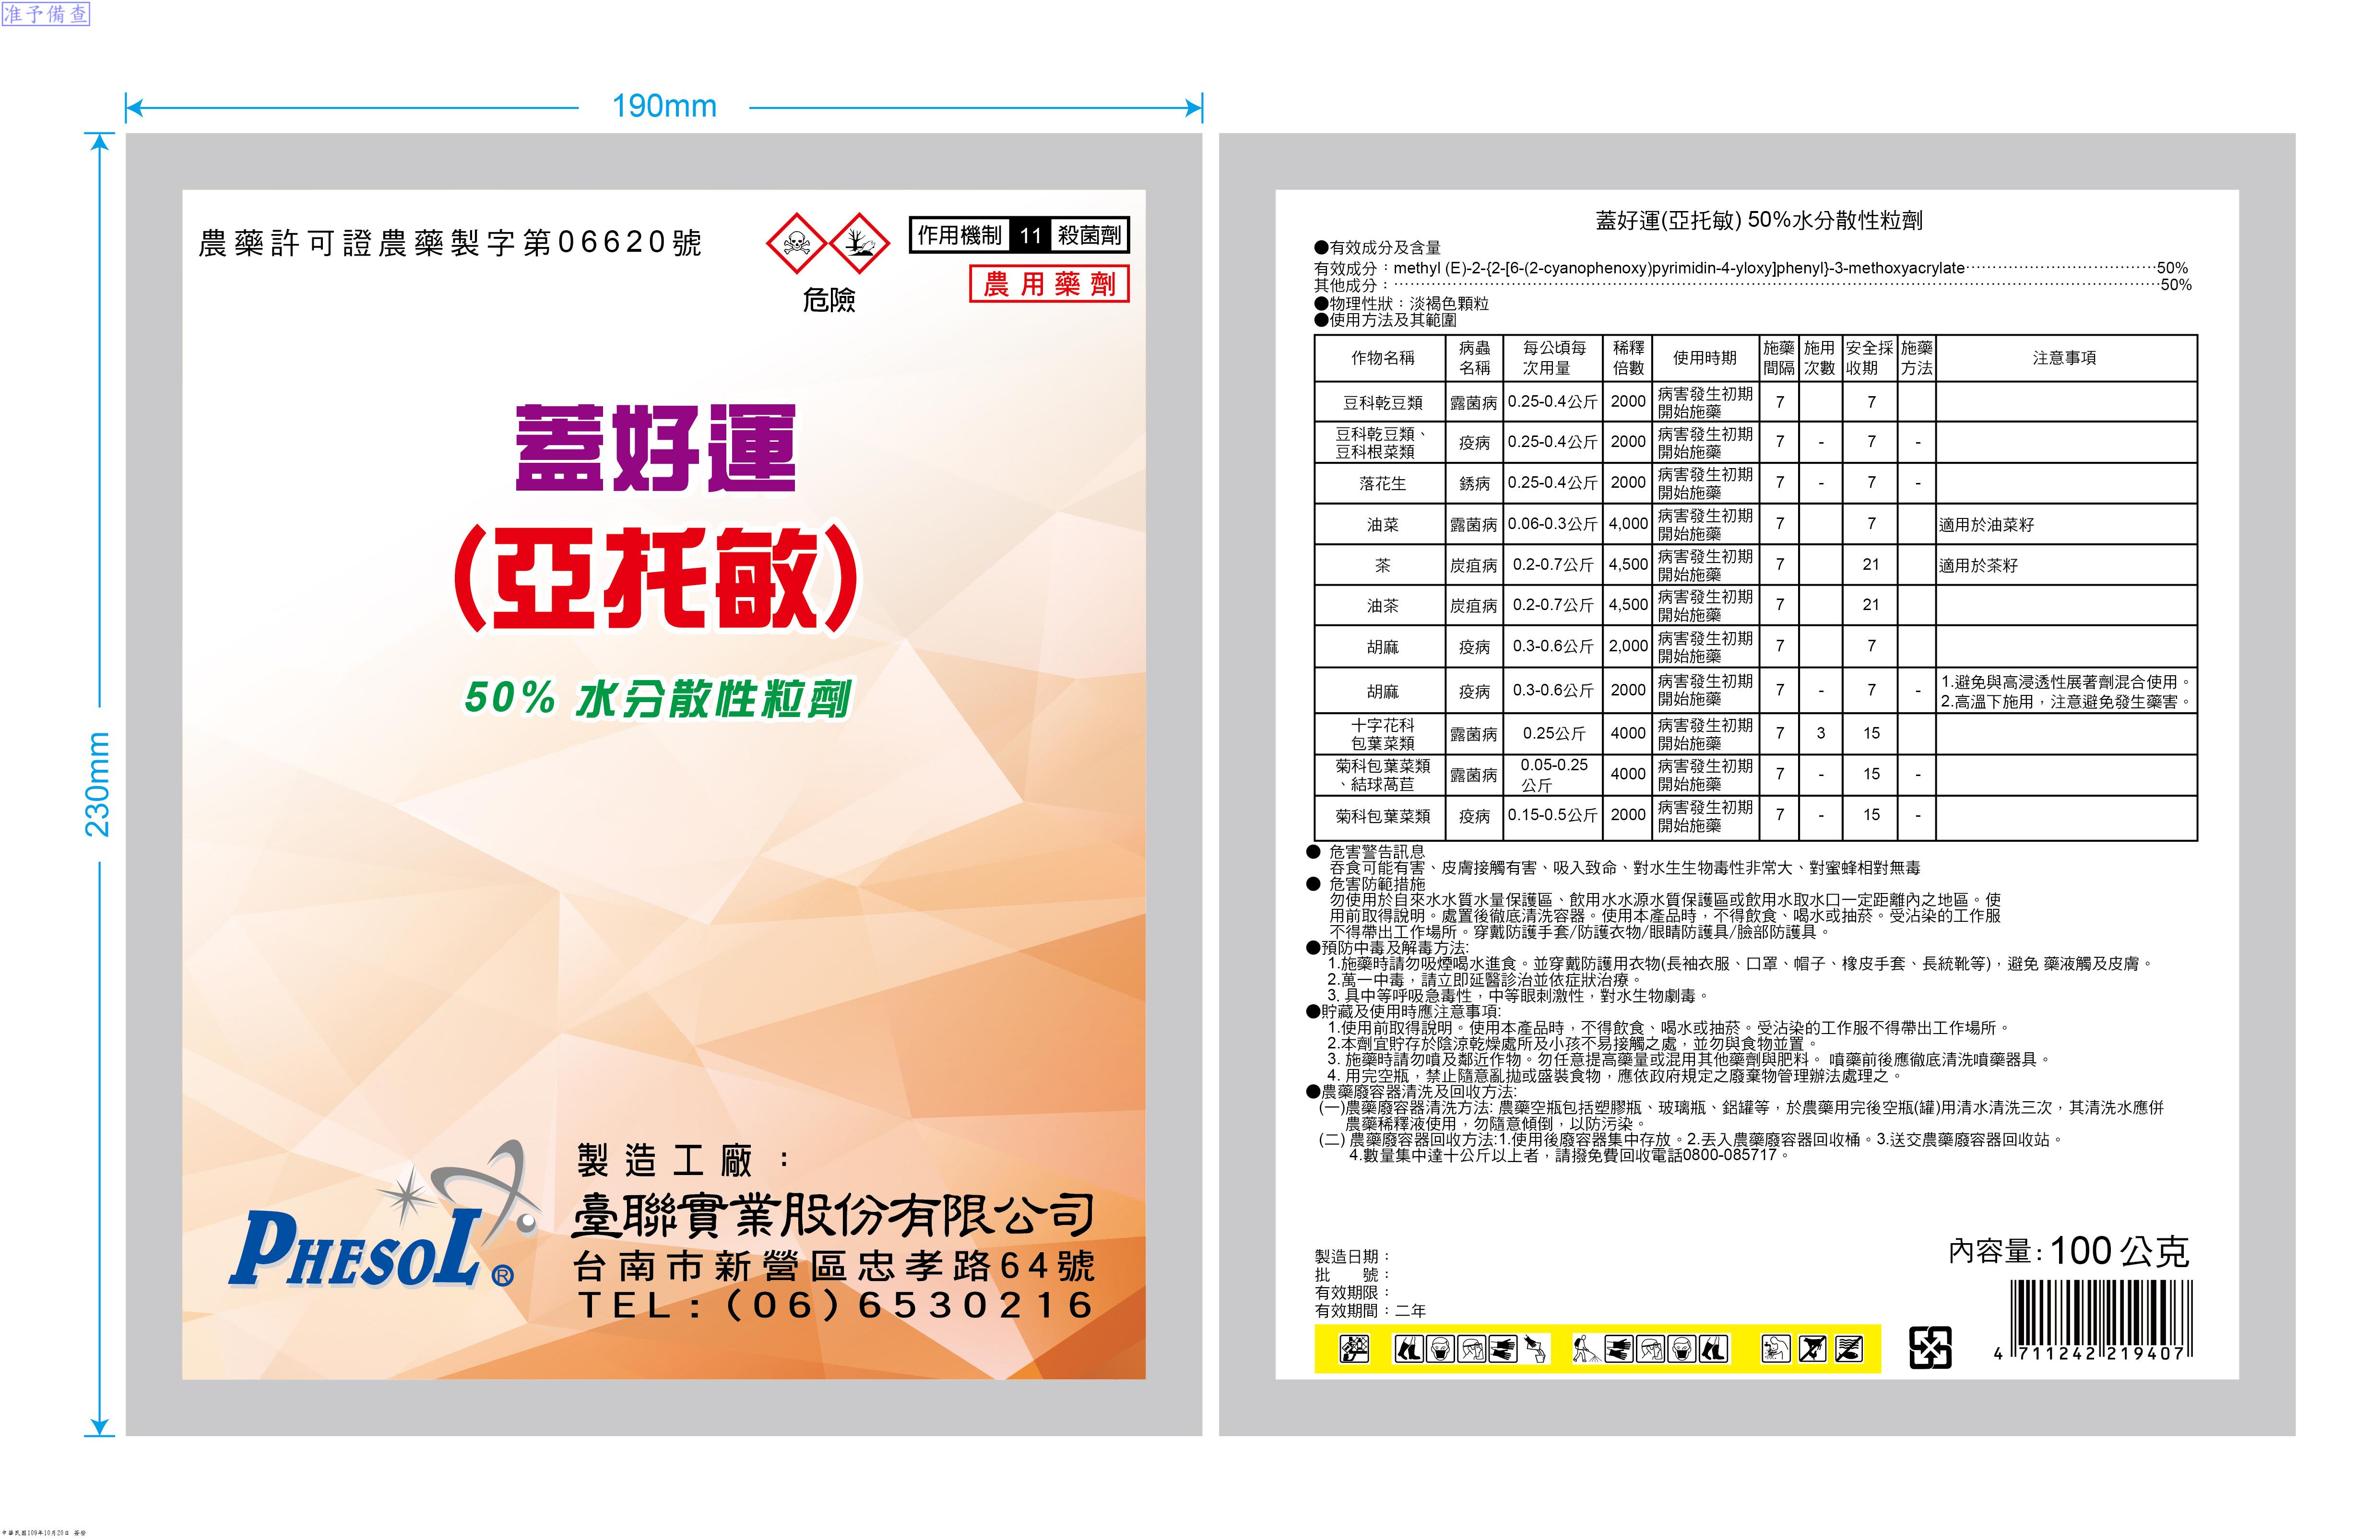 准予備查
190mm
230mm
農藥許可證農藥製字第06620號
作用機制 11 殺菌劑
農用藥劑
危險
蓋好運
(亞托敏)
50% 水分散性粒劑
製造工廠：
臺聯實業股份有限公司
台南市新營區忠孝路64號
TEL:(06)6530216
PHESOL®
蓋好運(亞托敏) 50%水分散性粒劑
●有效成分及含量
有效成分：methyl (E)-2-{2-[6-(2-cyanophenoxy)pyrimidin-4-yloxy]phenyl}-3-methoxyacrylate‧‧‧‧‧‧‧‧‧‧50%
其他成分：‧‧‧‧‧‧‧‧‧‧‧‧‧‧‧‧‧‧‧‧50%
●物理性狀：淡褐色顆粒
●使用方法及其範圍
作物名稱 病蟲名稱 每公頃每次用量 稀釋倍數 使用時期 施藥間隔 施用次數 安全採收期 施藥方法 注意事項
豆科乾豆類 露菌病 0.25-0.4公斤 2000 病害發生初期開始施藥 7 7
豆科乾豆類、豆科根菜類 疫病 0.25-0.4公斤 2000 病害發生初期開始施藥 7 - 7 -
落花生 銹病 0.25-0.4公斤 2000 病害發生初期開始施藥 7 - 7 -
油菜 露菌病 0.06-0.3公斤 4,000 病害發生初期開始施藥 7 7 適用於油菜籽
茶 炭疽病 0.2-0.7公斤 4,500 病害發生初期開始施藥 7 21 適用於茶籽
油茶 炭疽病 0.2-0.7公斤 4,500 病害發生初期開始施藥 7 21
胡麻 疫病 0.3-0.6公斤 2,000 病害發生初期開始施藥 7 7
胡麻 疫病 0.3-0.6公斤 2000 病害發生初期開始施藥 7 - 7 - 1.避免與高浸透性展著劑混合使用。2.高溫下施用，注意避免發生藥害。
十字花科包葉菜類 露菌病 0.25公斤 4000 病害發生初期開始施藥 7 3 15
菊科包葉菜類、結球萵苣 露菌病 0.05-0.25公斤 4000 病害發生初期開始施藥 7 - 15 -
菊科包葉菜類 疫病 0.15-0.5公斤 2000 病害發生初期開始施藥 7 - 15 -
● 危害警告訊息
吞食可能有害、皮膚接觸有害、吸入致命、對水生生物毒性非常大、對蜜蜂相對無毒
● 危害防範措施
勿使用於自來水水質水量保護區、飲用水水源水質保護區或飲用水取水口一定距離內之地區。使
用前取得說明。處置後徹底清洗容器。使用本產品時，不得飲食、喝水或抽菸。受沾染的工作服
不得帶出工作場所。穿戴防護手套/防護衣物/眼睛防護具/臉部防護具。
●預防中毒及解毒方法:
1.施藥時請勿吸煙喝水進食。並穿戴防護用衣物(長袖衣服、口罩、帽子、橡皮手套、長統靴等)，避免 藥液觸及皮膚。
2.萬一中毒，請立即延醫診治並依症狀治療。
3. 具中等呼吸急毒性，中等眼刺激性，對水生物劇毒。
●貯藏及使用時應注意事項:
1.使用前取得說明。使用本產品時，不得飲食、喝水或抽菸。受沾染的工作服不得帶出工作場所。
2.本劑宜貯存於陰涼乾燥處所及小孩不易接觸之處，並勿與食物並置。
3. 施藥時請勿噴及鄰近作物。勿任意提高藥量或混用其他藥劑與肥料。 噴藥前後應徹底清洗噴藥器具。
4. 用完空瓶，禁止隨意亂拋或盛裝食物，應依政府規定之廢棄物管理辦法處理之。
●農藥廢容器清洗及回收方法:
(一)農藥廢容器清洗方法: 農藥空瓶包括塑膠瓶、玻璃瓶、鋁罐等，於農藥用完後空瓶(罐)用清水清洗三次，其清洗水應併
農藥稀釋液使用，勿隨意傾倒，以防污染。
(二) 農藥廢容器回收方法:1.使用後廢容器集中存放。2.丟入農藥廢容器回收桶。3.送交農藥廢容器回收站。
4.數量集中達十公斤以上者，請撥免費回收電話0800-085717。
製造日期：
批 號：
有效期限：
有效期間：二年
內容量: 100 公克
4 711242 219407
中華民國109年10月20日 簽發